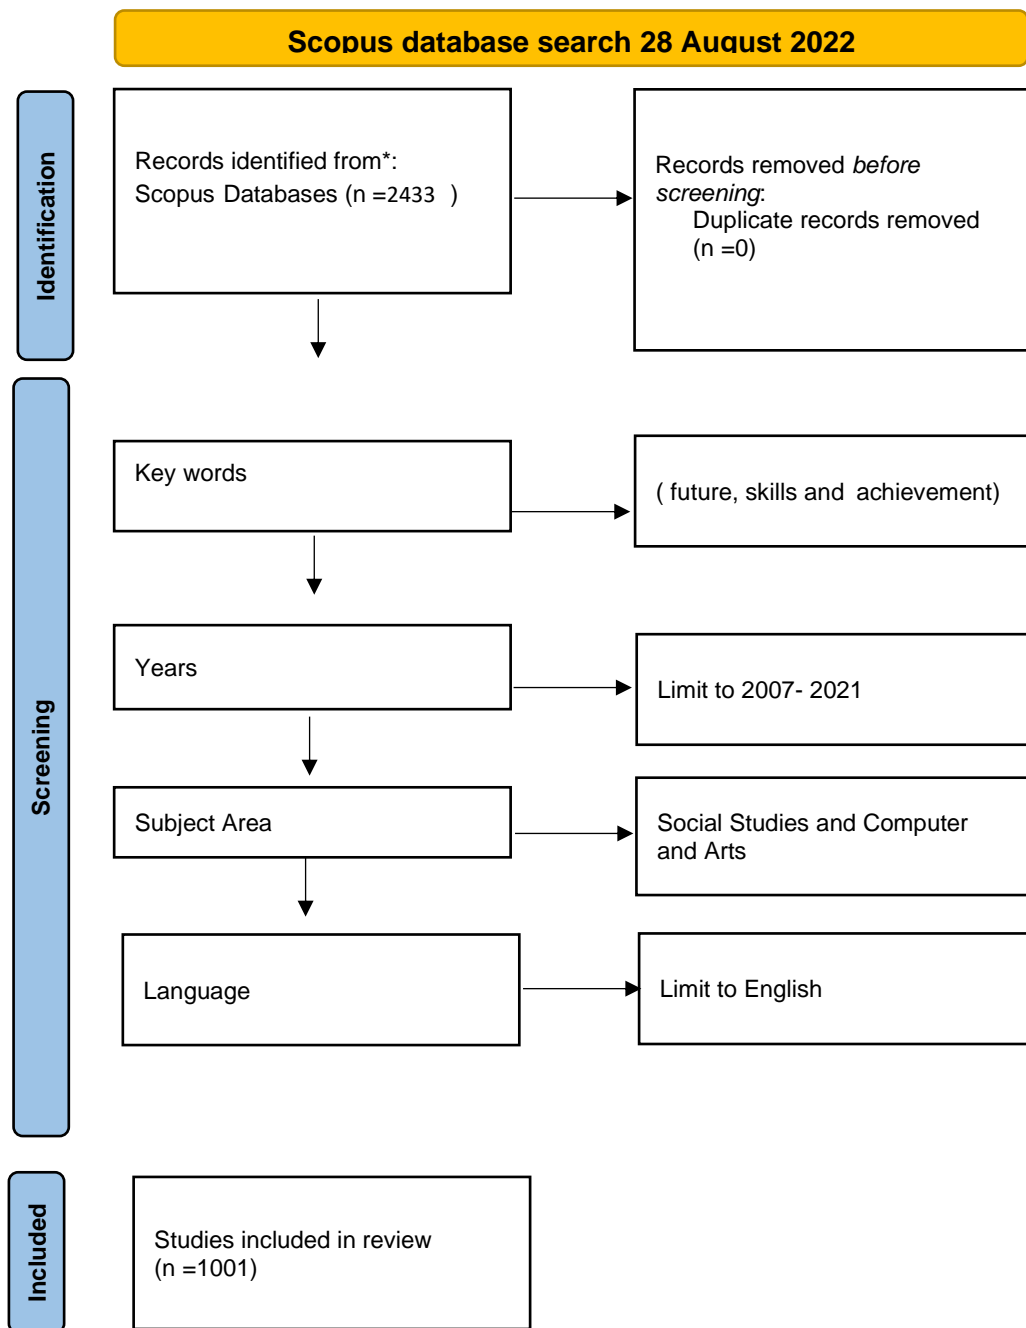 Scopus database search 28 August 2022
Identification
Records identified from*:
Scopus Databases (n =2433 )
Records removed before
screening:
Duplicate records removed
(n =0)
Screening
Key words
( future, skills and achievement)
Years
Limit to 2007- 2021
Subject Area
Social Studies and Computer
and Arts
Language
Limit to English
Included
Studies included in review
(n =1001)